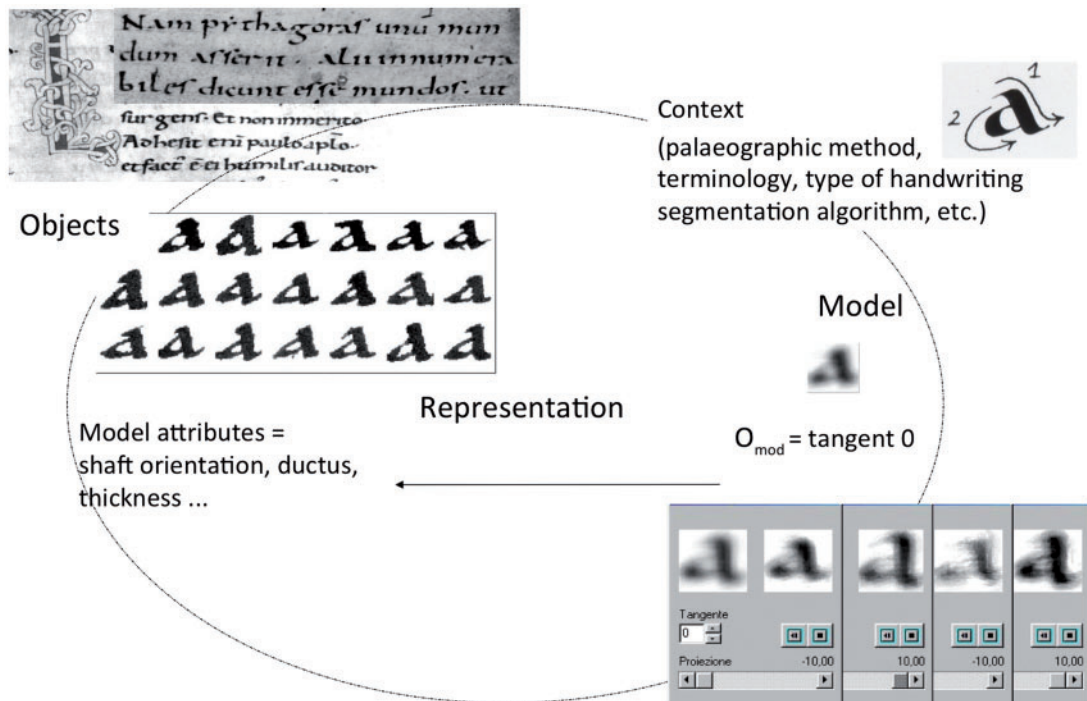 Nam pythagoras unu mun
dum asserit. Alii innumera
biles dicunt esse mundos. ut
surgens. Et non inmerito.
Adhesit eni paulo aplo.
et fact e ei humilis auditor
Context
(palaeographic method,
terminology, type of handwriting
segmentation algorithm, etc.)
1
2
a
Objects
a a a a a a
a a a a a a a
a a a a a a a
Model
a
Representation
Omod = tangent 0
Model attributes =
shaft orientation, ductus,
thickness ...
a a a a a
Tangente
0
Proiezione -10,00 10,00 -10,00 10,00